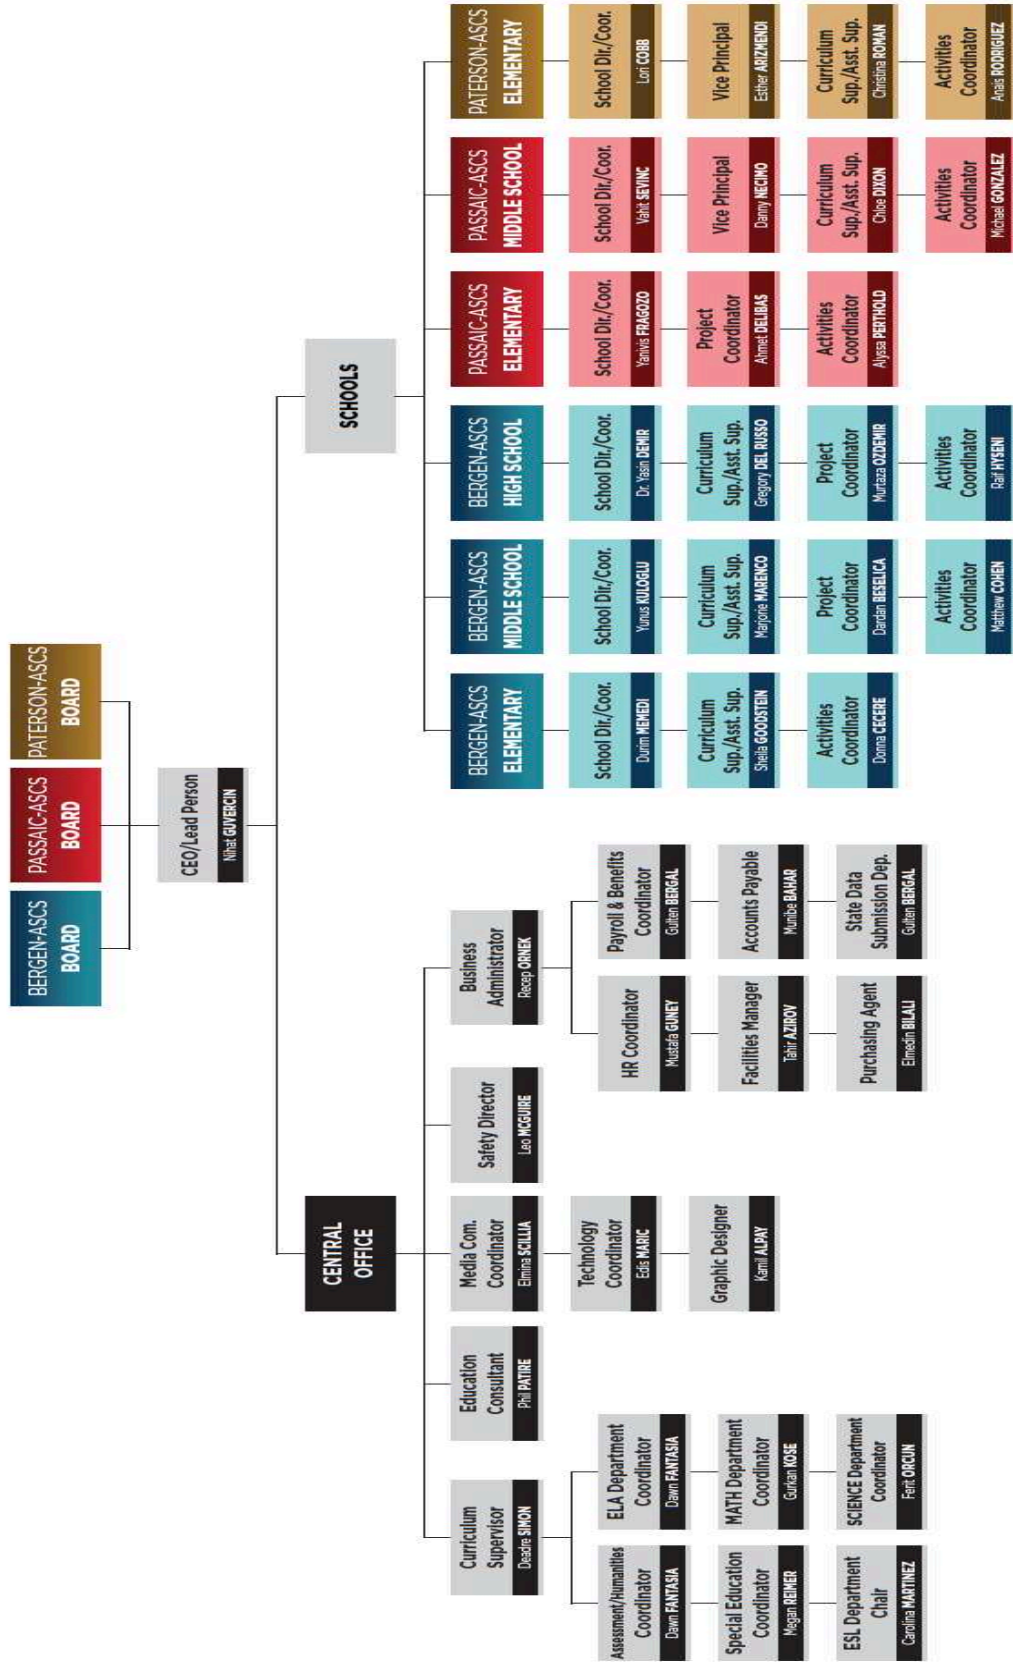 BERGEN-ASCS
BOARD
PASSAIC-ASCS
BOARD
PATERSON-ASCS
BOARD
CEO/Lead Person
Nihat GUVERCIN
CENTRAL
OFFICE
SCHOOLS
Curriculum
Supervisor
Deadre SIMON
Assessment/Humanities
Coordinator
Dawn FANTASIA
Special Education
Coordinator
Megan REIMER
ESL Department
Chair
Carolina MARTINEZ
ELA Department
Coordinator
Dawn FANTASIA
MATH Department
Coordinator
Gurkan KOSE
SCIENCE Department
Coordinator
Ferit ORCUN
Education
Consultant
Phil PATIRE
Media Com.
Coordinator
Elmina SCILLIA
Technology
Coordinator
Edis MARIC
Graphic Designer
Kamil ALPAY
Safety Director
Leo MCGUIRE
Business
Administrator
Recep ORNEK
HR Coordinator
Mustafa GUNEY
Facilities Manager
Tahir AZIROV
Purchasing Agent
Elmedin BILALI
Payroll & Benefits
Coordinator
Gulten BERGAL
Accounts Payable
Munibe BAHAR
State Data
Submission Dep.
Gulten BERGAL
BERGEN-ASCS
ELEMENTARY
School Dir./Coor.
Durim MEMEDI
Curriculum
Sup./Asst. Sup.
Sheila GOODSTEIN
Activities
Coordinator
Donna CECERE
BERGEN-ASCS
MIDDLE SCHOOL
School Dir./Coor.
Yunus KULOGLU
Curriculum
Sup./Asst. Sup.
Marjorie MARENCO
Project
Coordinator
Dardan BESELICA
Activities
Coordinator
Matthew COHEN
BERGEN-ASCS
HIGH SCHOOL
School Dir./Coor.
Dr. Yasin DEMIR
Curriculum
Sup./Asst. Sup.
Gregory DEL RUSSO
Project
Coordinator
Murtaza OZDEMIR
Activities
Coordinator
Raif HYSENI
PASSAIC-ASCS
ELEMENTARY
School Dir./Coor.
Yanivis FRAGOZO
Project
Coordinator
Ahmet DELIBAS
Activities
Coordinator
Alyssa PERTHOLD
PASSAIC-ASCS
MIDDLE SCHOOL
School Dir./Coor.
Vahit SEVINC
Vice Principal
Danny NECIMO
Curriculum
Sup./Asst. Sup.
Chloe DIXON
Activities
Coordinator
Michael GONZALEZ
PATERSON-ASCS
ELEMENTARY
School Dir./Coor.
Lori COBB
Vice Principal
Esther ARIZMENDI
Curriculum
Sup./Asst. Sup.
Christina ROMAN
Activities
Coordinator
Anais RODRIGUEZ